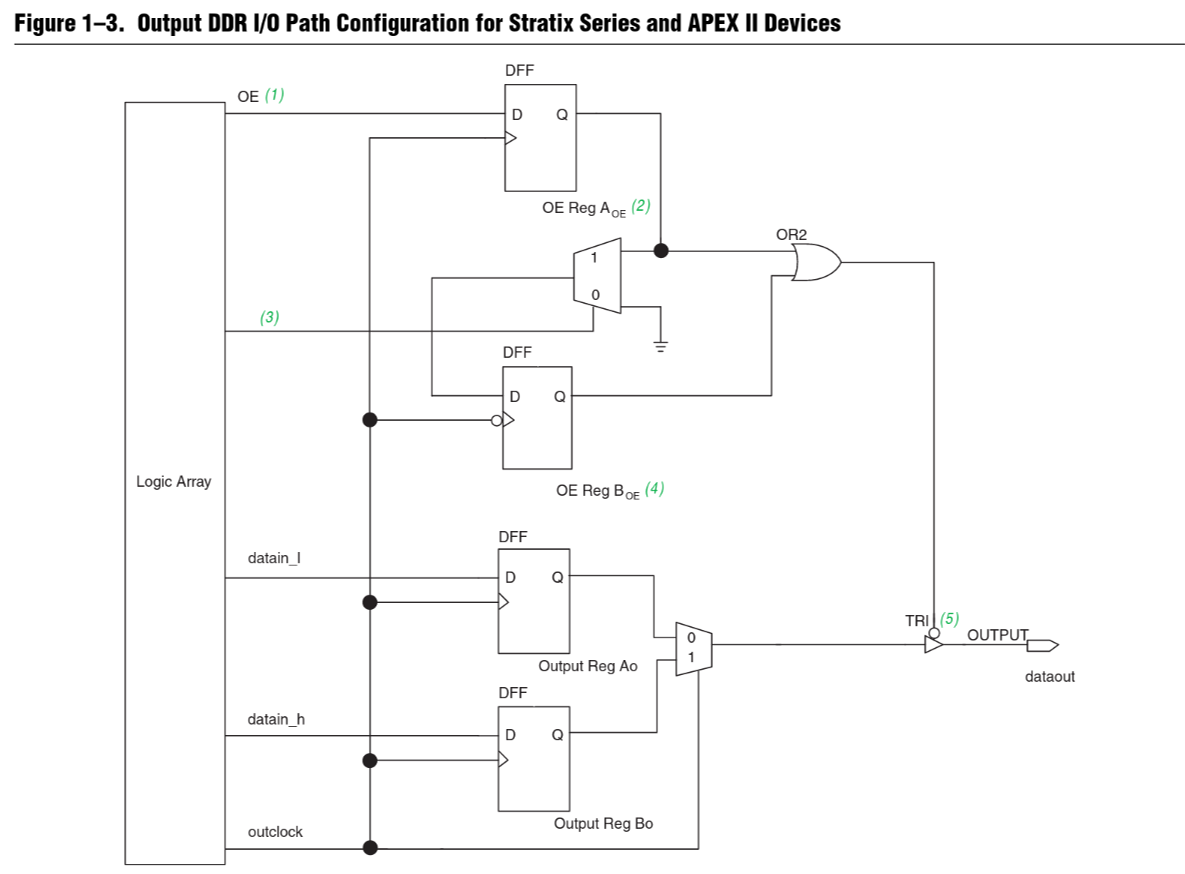 Figure 1–3. Output DDR I/O Path Configuration for Stratix Series and APEX II Devices
DFF
OE (1)
D Q
OE Reg A OE (2)
OR2
1
0
(3)
DFF
D Q
Logic Array
OE Reg B OE (4)
DFF
datain_l
D Q
TRI (5)
OUTPUT
0
1
Output Reg Ao
dataout
DFF
datain_h
D Q
Output Reg Bo
outclock